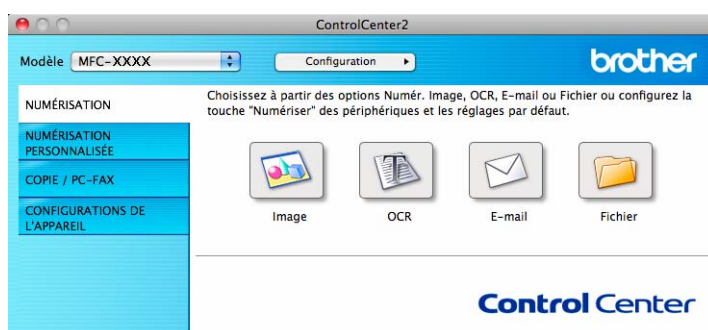 ControlCenter2
Modèle MFC-XXXX Configuration brother
NUMÉRISATION
Choisissez à partir des options Numér. Image, OCR, E-mail ou Fichier ou configurez la
touche "Numériser" des périphériques et les réglages par défaut.
NUMÉRISATION
PERSONNALISÉE
COPIE / PC-FAX
CONFIGURATIONS DE
L'APPAREIL
Image OCR E-mail Fichier
Control Center